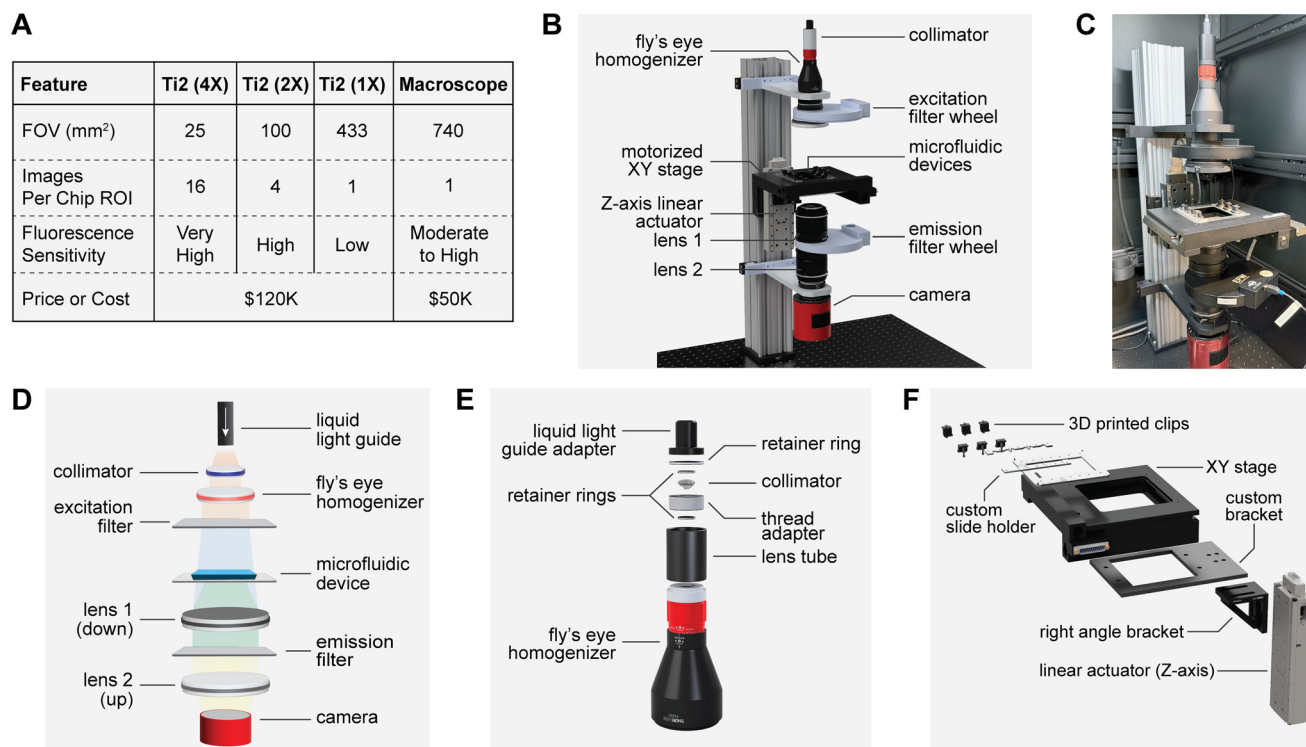 A
Feature Ti2 (4X) Ti2 (2X) Ti2 (1X) Macroscope
FOV (mm²) 25 100 433 740
Images
Per Chip ROI 16 4 1 1
Fluorescence
Sensitivity Very
High High Low Moderate
to High
Price or Cost $120K $50K
B
fly's eye
homogenizer
collimator
excitation
filter wheel
motorized
XY stage
microfluidic
devices
Z-axis linear
actuator
lens 1
emission
filter wheel
lens 2
camera
C
D
liquid
light guide
collimator
fly's eye
homogenizer
excitation
filter
microfluidic
device
lens 1
(down)
emission
filter
lens 2
(up)
camera
E
liquid light
guide adapter
retainer ring
retainer rings
collimator
thread
adapter
lens tube
fly's eye
homogenizer
F
3D printed clips
XY stage
custom
slide holder
custom
bracket
right angle bracket
linear actuator (Z-axis)